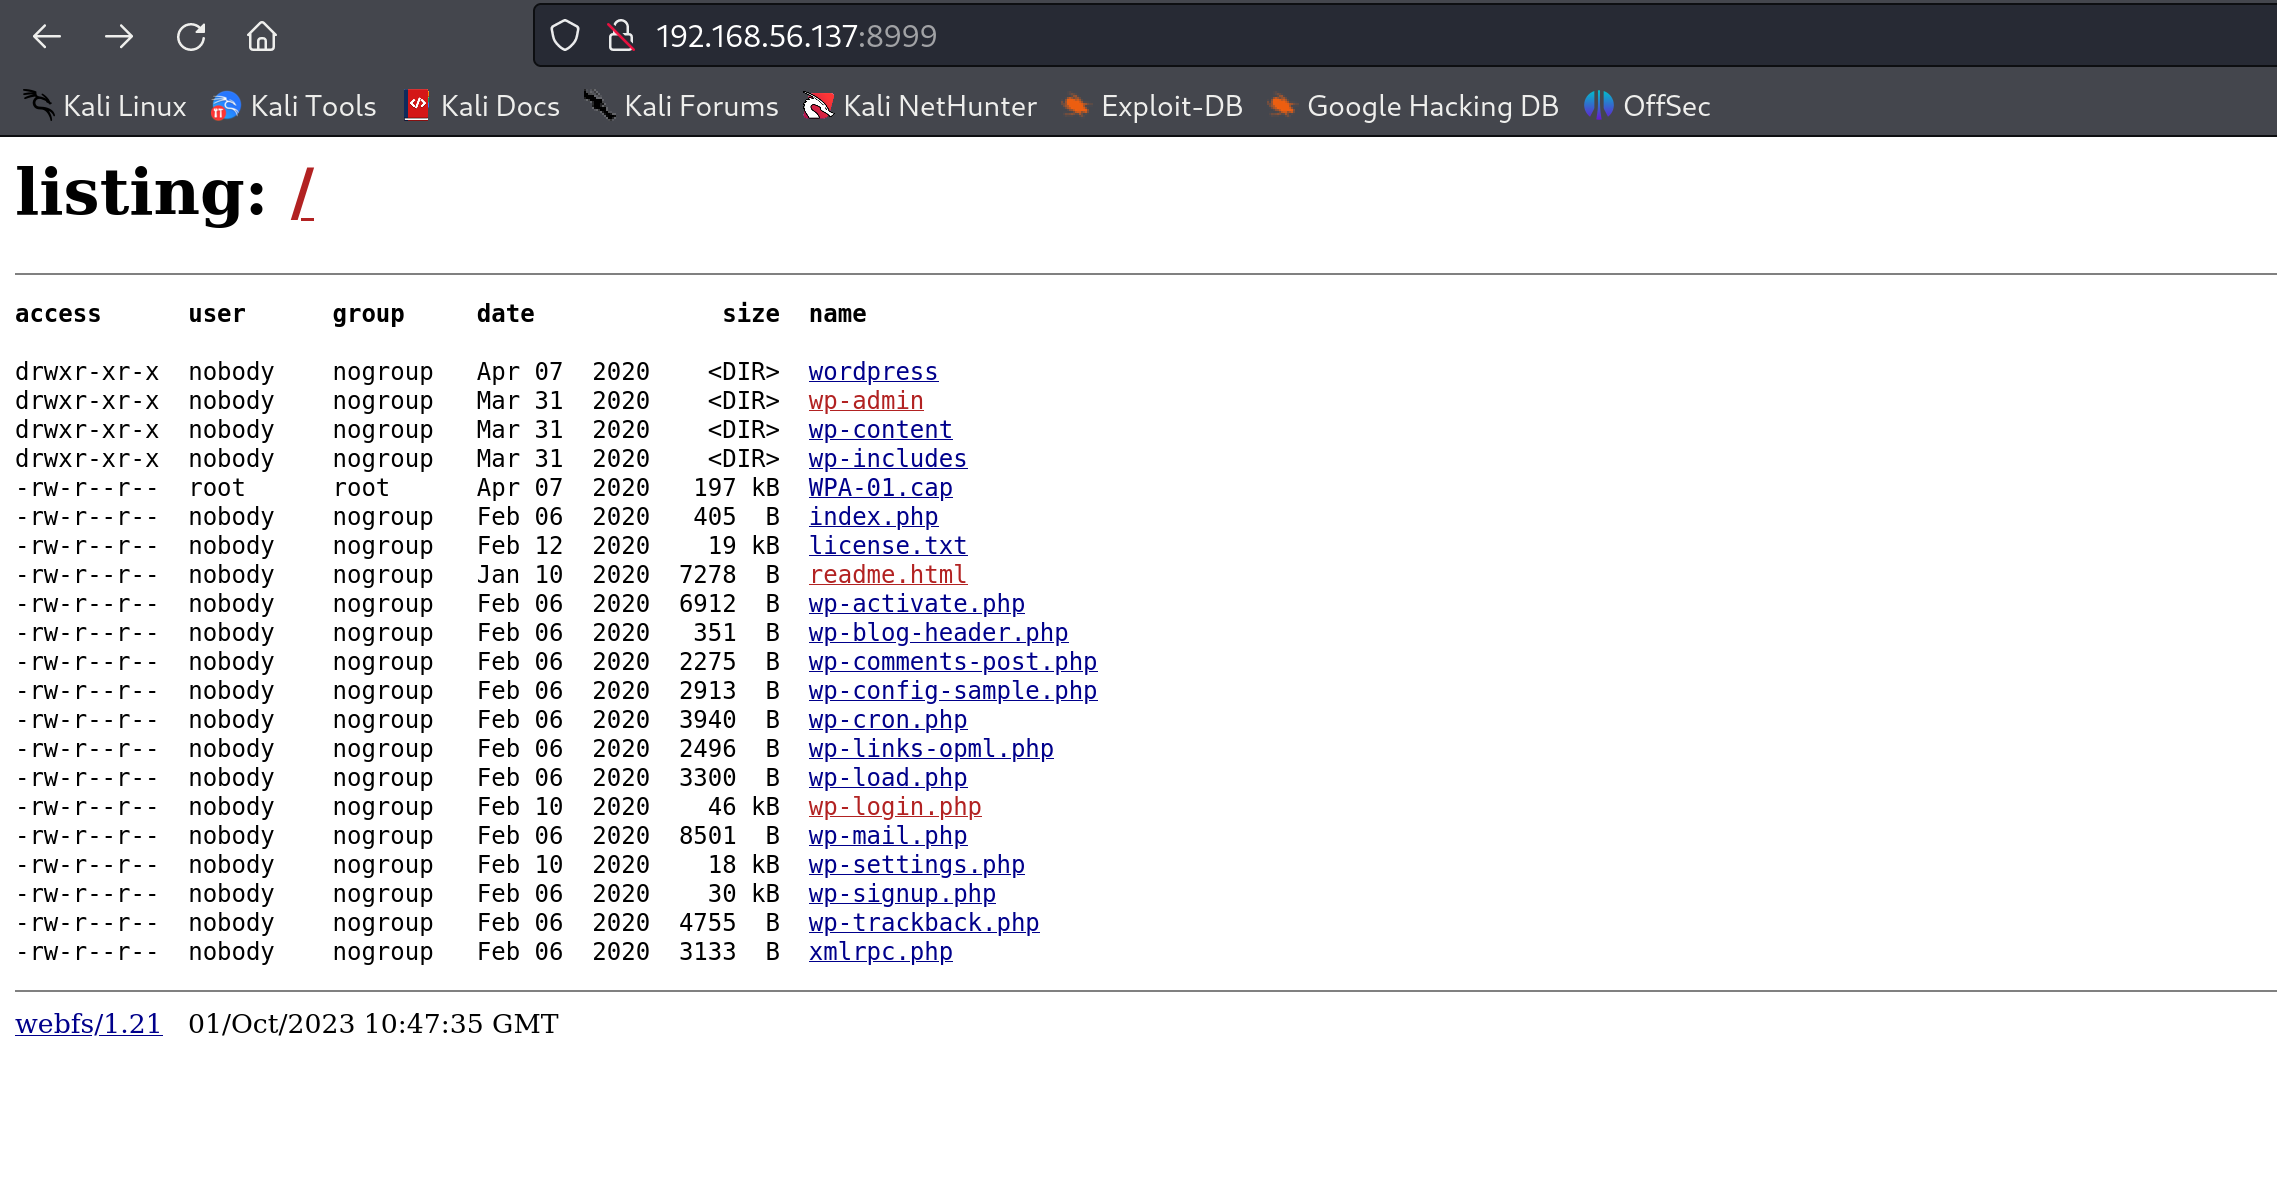 192.168.56.137:8999
Kali Linux Kali Tools Kali Docs Kali Forums Kali NetHunter Exploit-DB Google Hacking DB OffSec
listing: /
access user group date size name
drwxr-xr-x nobody nogroup Apr 07 2020 <DIR> wordpress
drwxr-xr-x nobody nogroup Mar 31 2020 <DIR> wp-admin
drwxr-xr-x nobody nogroup Mar 31 2020 <DIR> wp-content
drwxr-xr-x nobody nogroup Mar 31 2020 <DIR> wp-includes
-rw-r--r-- root root Apr 07 2020 197 kB WPA-01.cap
-rw-r--r-- nobody nogroup Feb 06 2020 405 B index.php
-rw-r--r-- nobody nogroup Feb 12 2020 19 kB license.txt
-rw-r--r-- nobody nogroup Jan 10 2020 7278 B readme.html
-rw-r--r-- nobody nogroup Feb 06 2020 6912 B wp-activate.php
-rw-r--r-- nobody nogroup Feb 06 2020 351 B wp-blog-header.php
-rw-r--r-- nobody nogroup Feb 06 2020 2275 B wp-comments-post.php
-rw-r--r-- nobody nogroup Feb 06 2020 2913 B wp-config-sample.php
-rw-r--r-- nobody nogroup Feb 06 2020 3940 B wp-cron.php
-rw-r--r-- nobody nogroup Feb 06 2020 2496 B wp-links-opml.php
-rw-r--r-- nobody nogroup Feb 06 2020 3300 B wp-load.php
-rw-r--r-- nobody nogroup Feb 10 2020 46 kB wp-login.php
-rw-r--r-- nobody nogroup Feb 06 2020 8501 B wp-mail.php
-rw-r--r-- nobody nogroup Feb 10 2020 18 kB wp-settings.php
-rw-r--r-- nobody nogroup Feb 06 2020 30 kB wp-signup.php
-rw-r--r-- nobody nogroup Feb 06 2020 4755 B wp-trackback.php
-rw-r--r-- nobody nogroup Feb 06 2020 3133 B xmlrpc.php
webfs/1.21 01/Oct/2023 10:47:35 GMT